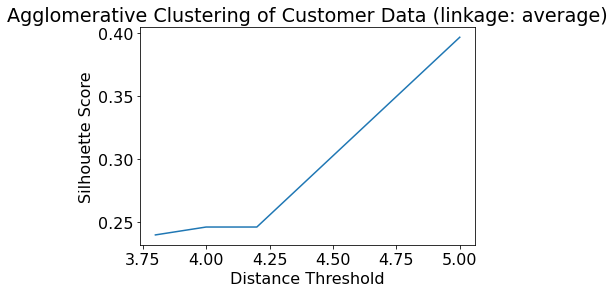 Agglomerative Clustering of Customer Data (linkage: average)
0.40
0.35
0.30
0.25
Silhouette Score
3.75 4.00 4.25 4.50 4.75 5.00
Distance Threshold